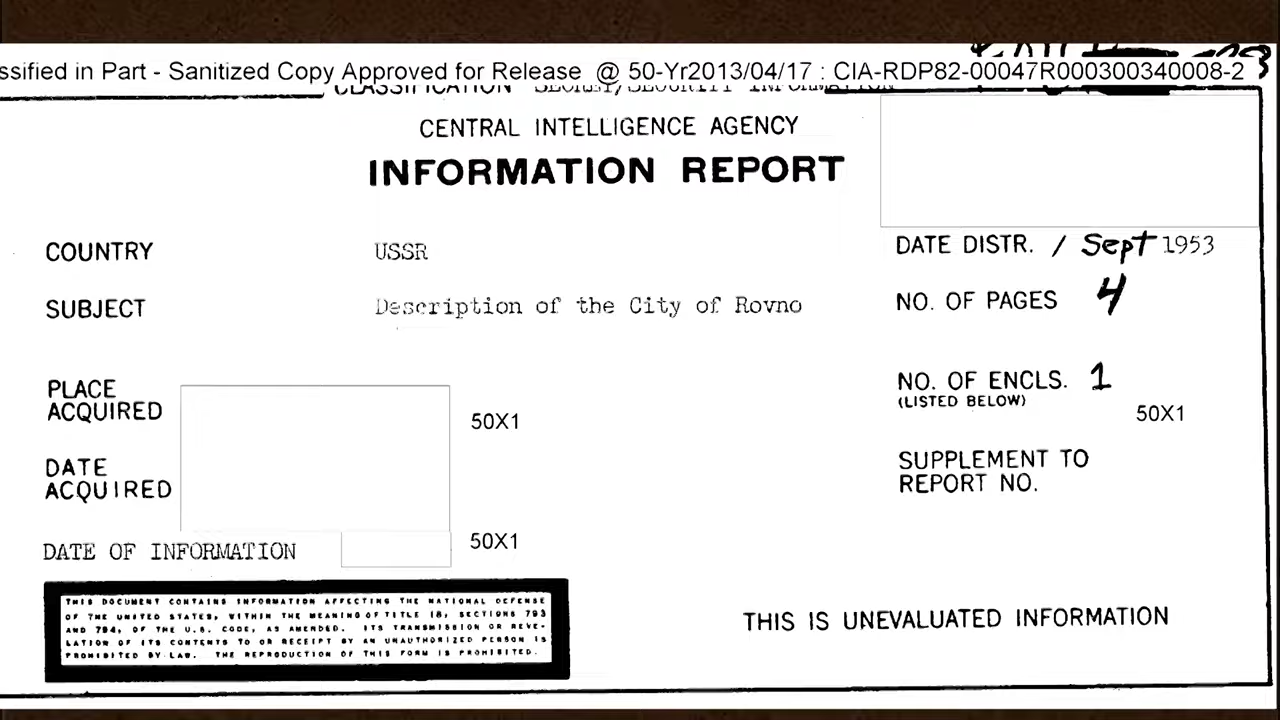 ssified in Part - Sanitized Copy Approved for Release @ 50-Yr2013/04/17 : CIA-RDP82-00047R000300340008-2
CLASSIFICATION SECRET/SECURITY INFORMATION
CENTRAL INTELLIGENCE AGENCY
INFORMATION REPORT
COUNTRY USSR
DATE DISTR. / Sept 1953
SUBJECT Description of the City of Rovno
NO. OF PAGES 4
PLACE ACQUIRED
50X1
NO. OF ENCLS. 1
(LISTED BELOW)
50X1
DATE ACQUIRED
SUPPLEMENT TO
REPORT NO.
DATE OF INFORMATION
50X1
THIS DOCUMENT CONTAINS INFORMATION AFFECTING THE NATIONAL DEFENSE
OF THE UNITED STATES, WITHIN THE MEANING OF TITLE 18, SECTIONS 793
AND 794, OF THE U.S. CODE, AS AMENDED. ITS TRANSMISSION OR REVE-
LATION OF ITS CONTENTS TO OR RECEIPT BY AN UNAUTHORIZED PERSON IS
PROHIBITED BY LAW. THE REPRODUCTION OF THIS FORM IS PROHIBITED.
THIS IS UNEVALUATED INFORMATION